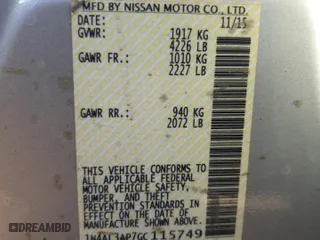 MFD BY NISSAN MOTOR CO., LTD.
DATE: 11/15
GVWR: 1917 KG
4226 LB
GAWR FR: 1010 KG
2227 LB
GAWR RR: 940 KG
2072 LB
THIS VEHICLE CONFORMS TO
ALL APPLICABLE FEDERAL
MOTOR VEHICLE SAFETY,
BUMPER, AND THEFT
PREVENTION STANDARDS
IN EFFECT ON THE DATE OF
MANUFACTURE SHOWN ABOVE.
1N4AL3AP7GC115749
DREAMBID